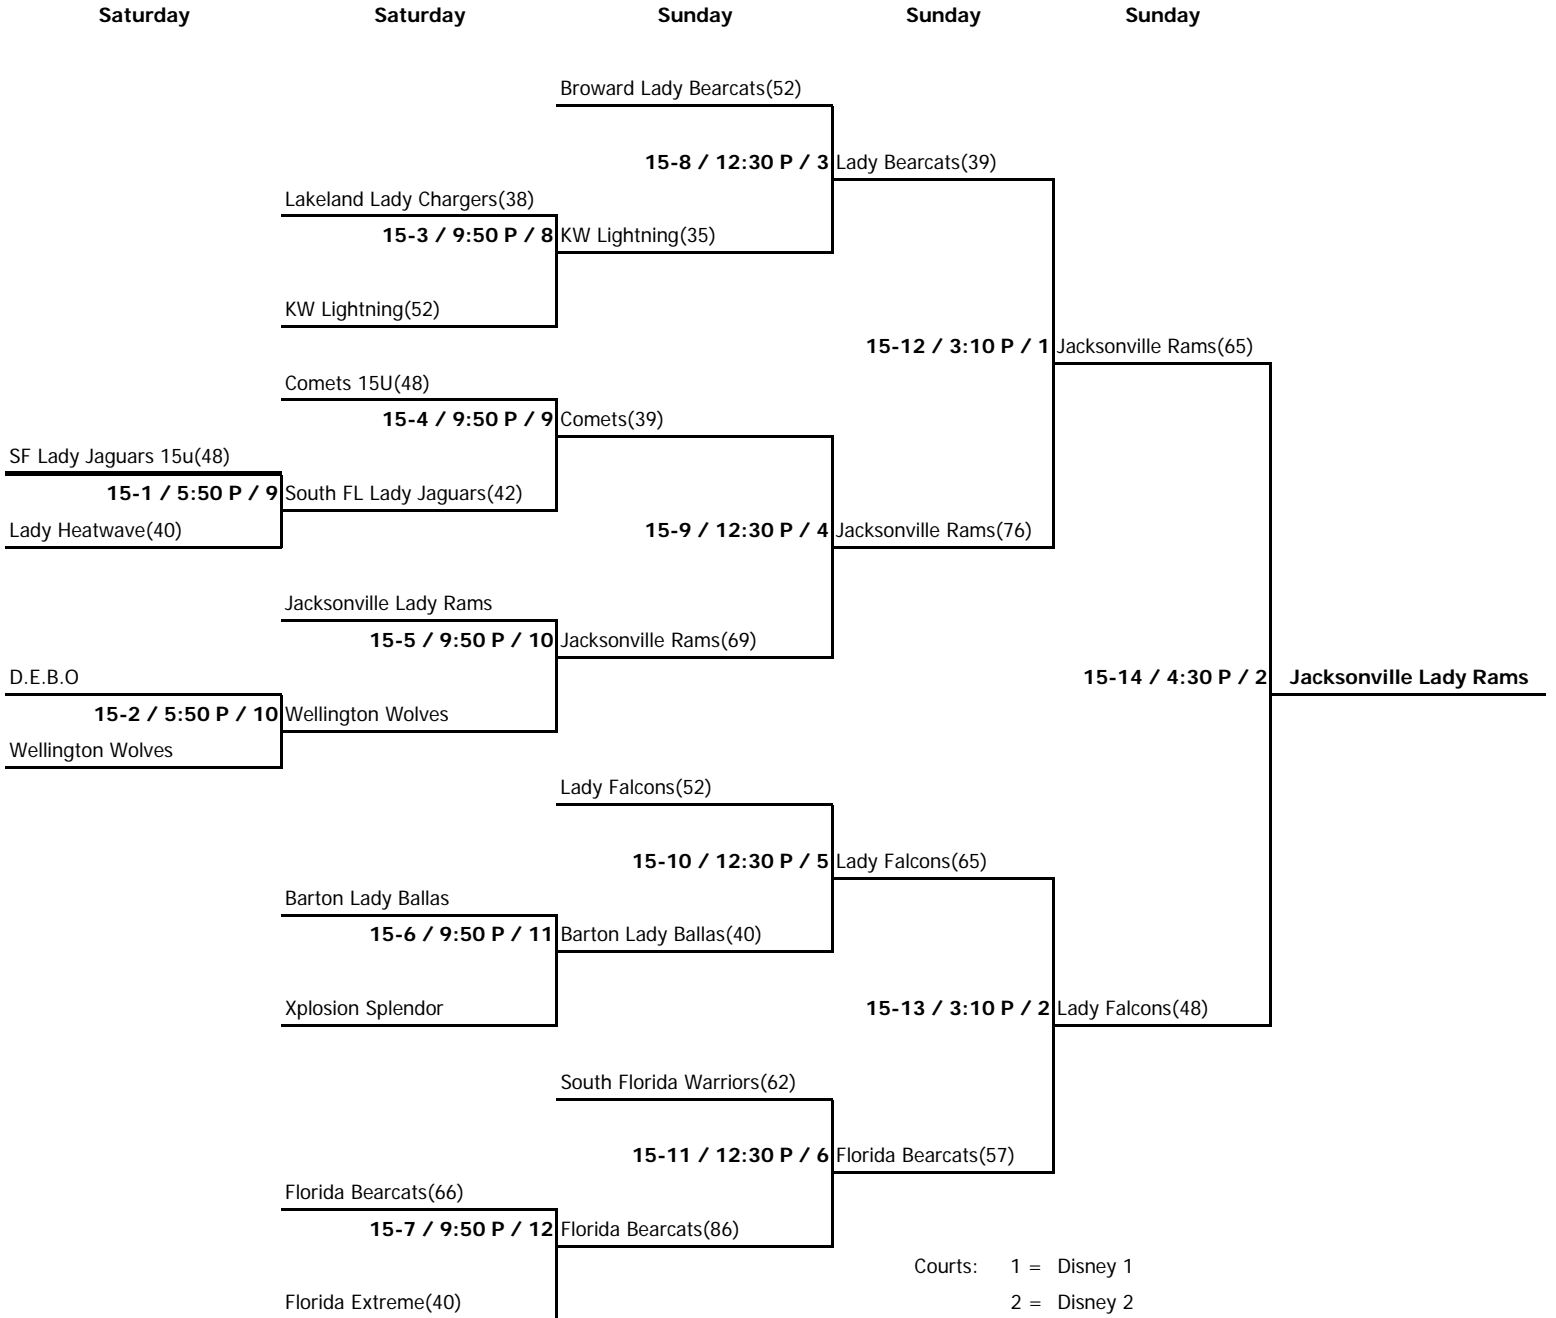 Saturday Saturday Sunday Sunday Sunday
Broward Lady Bearcats(52)
15-8 / 12:30 P / 3 Lady Bearcats(39)
Lakeland Lady Chargers(38)
15-3 / 9:50 P / 8 KW Lightning(35)
KW Lightning(52)
15-12 / 3:10 P / 1 Jacksonville Rams(65)
Comets 15U(48)
15-4 / 9:50 P / 9 Comets(39)
SF Lady Jaguars 15u(48)
15-1 / 5:50 P / 9 South FL Lady Jaguars(42)
Lady Heatwave(40) 15-9 / 12:30 P / 4 Jacksonville Rams(76)
Jacksonville Lady Rams
15-5 / 9:50 P / 10 Jacksonville Rams(69)
D.E.B.O 15-14 / 4:30 P / 2 Jacksonville Lady Rams
15-2 / 5:50 P / 10 Wellington Wolves
Wellington Wolves
Lady Falcons(52)
15-10 / 12:30 P / 5 Lady Falcons(65)
Barton Lady Ballas
15-6 / 9:50 P / 11 Barton Lady Ballas(40)
Xplosion Splendor 15-13 / 3:10 P / 2 Lady Falcons(48)
South Florida Warriors(62)
15-11 / 12:30 P / 6 Florida Bearcats(57)
Florida Bearcats(66)
15-7 / 9:50 P / 12 Florida Bearcats(86)
Courts: 1 = Disney 1
Florida Extreme(40) 2 = Disney 2